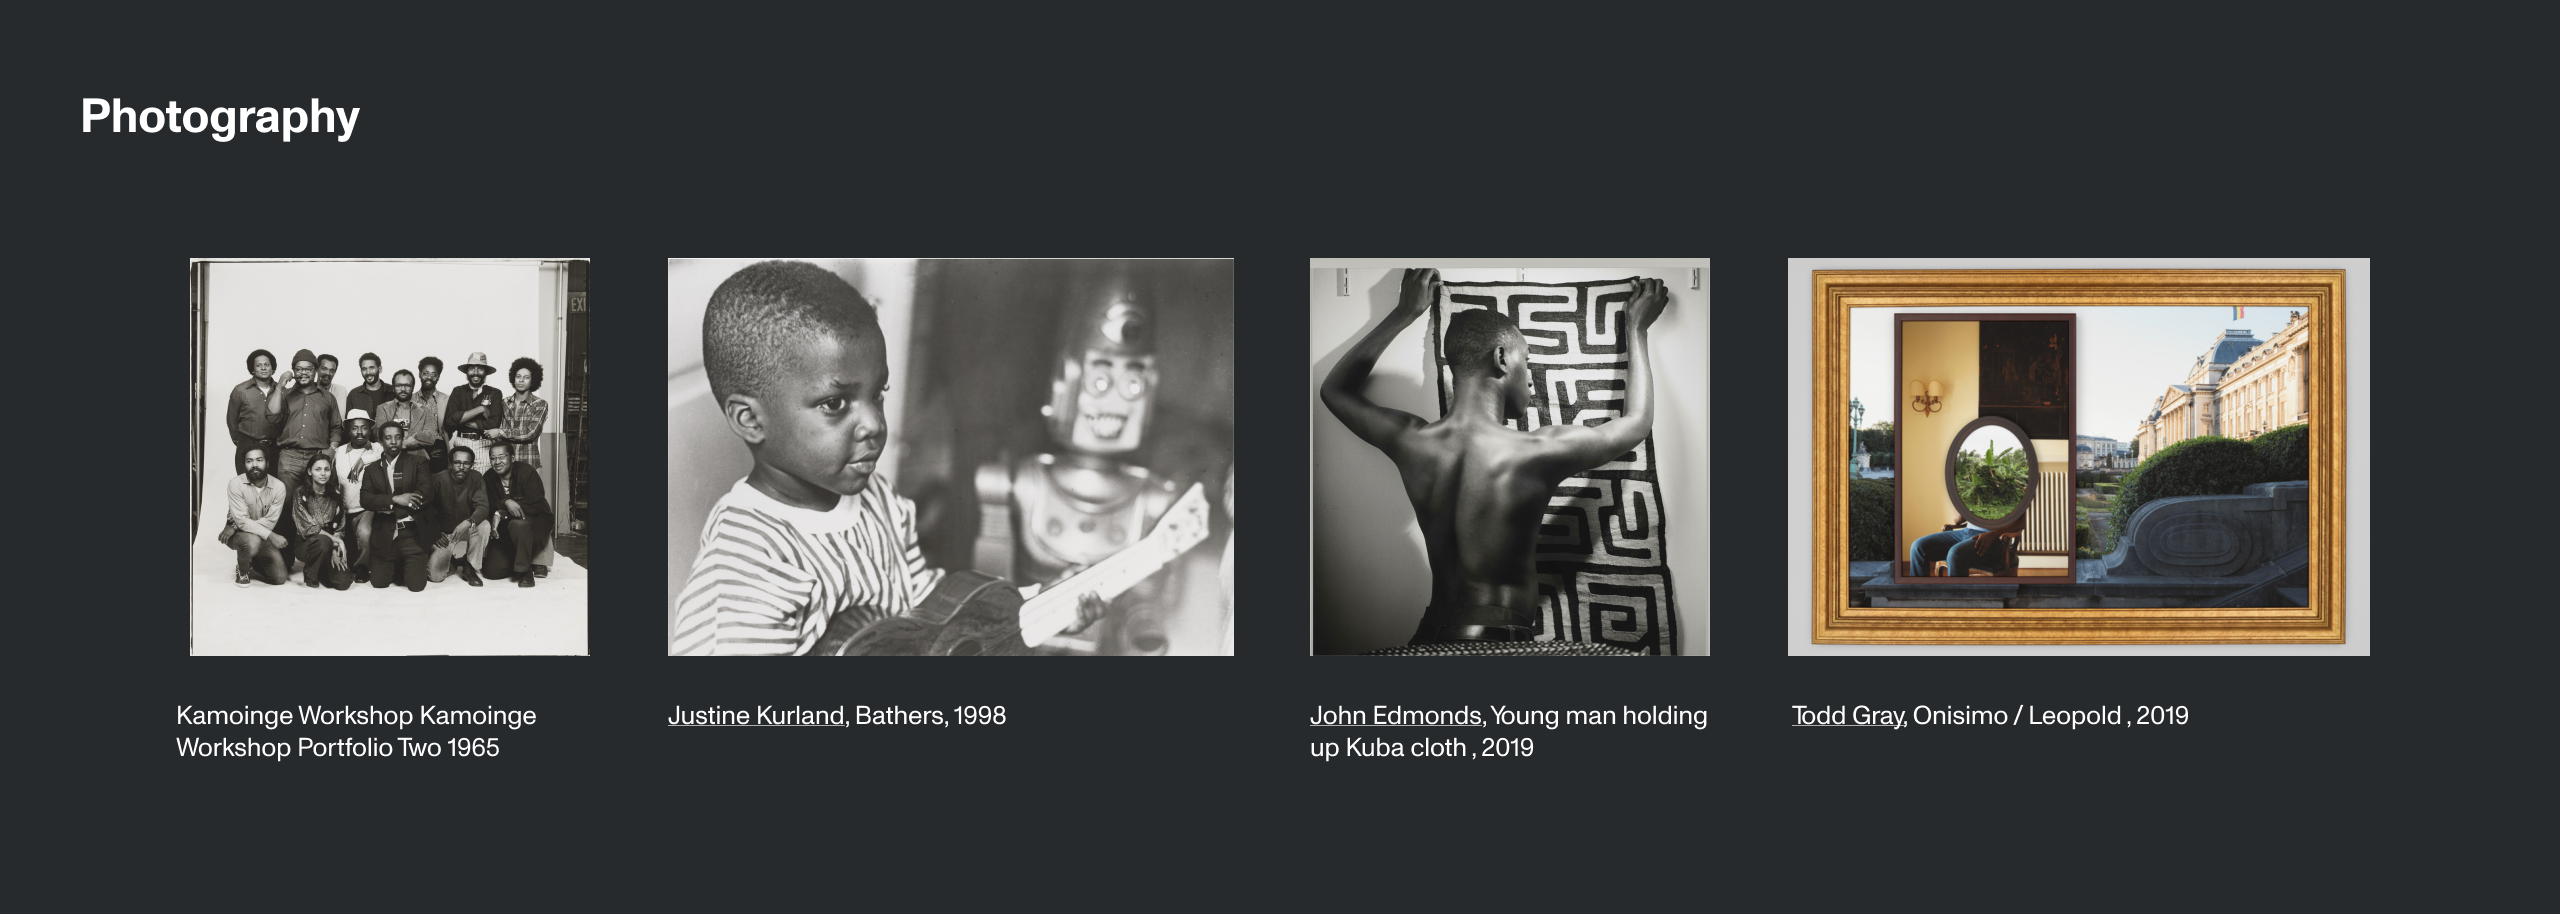 Photography
EXI
Kamoinge Workshop Kamoinge
Workshop Portfolio Two 1965
Justine Kurland, Bathers, 1998
John Edmonds, Young man holding
up Kuba cloth , 2019
Todd Gray, Onisimo / Leopold , 2019